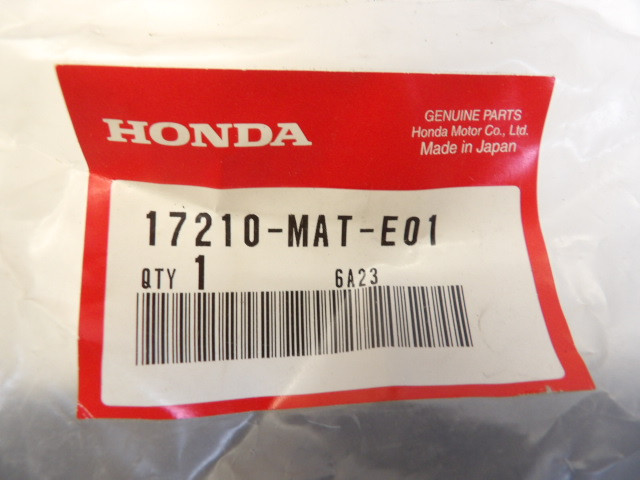 HONDA
GENUINE PARTS
Honda Motor Co., Ltd.
Made in Japan
17210-MAT-E01
QTY 1 6A23